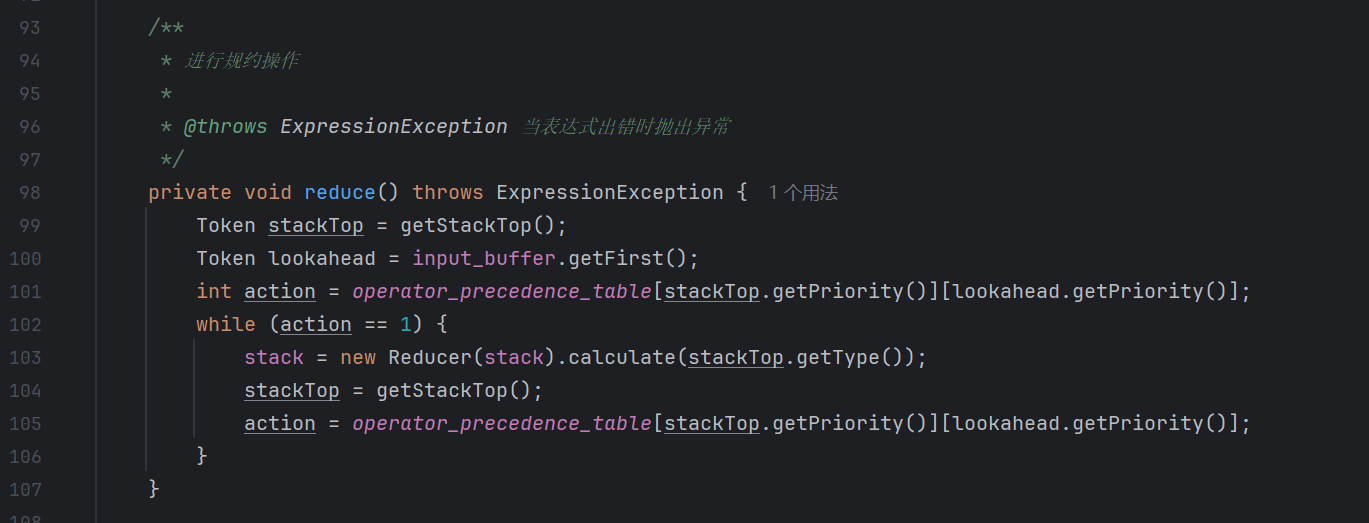 93 /**
94 * 进行规约操作
95 *
96 * @throws ExpressionException 当表达式出错时抛出异常
97 */
98 private void reduce() throws ExpressionException { 1 个用法
99 Token stackTop = getStackTop();
100 Token lookahead = input_buffer.getFirst();
101 int action = operator_precedence_table[stackTop.getPriority()][lookahead.getPriority()];
102 while (action == 1) {
103 stack = new Reducer(stack).calculate(stackTop.getType());
104 stackTop = getStackTop();
105 action = operator_precedence_table[stackTop.getPriority()][lookahead.getPriority()];
106 }
107 }